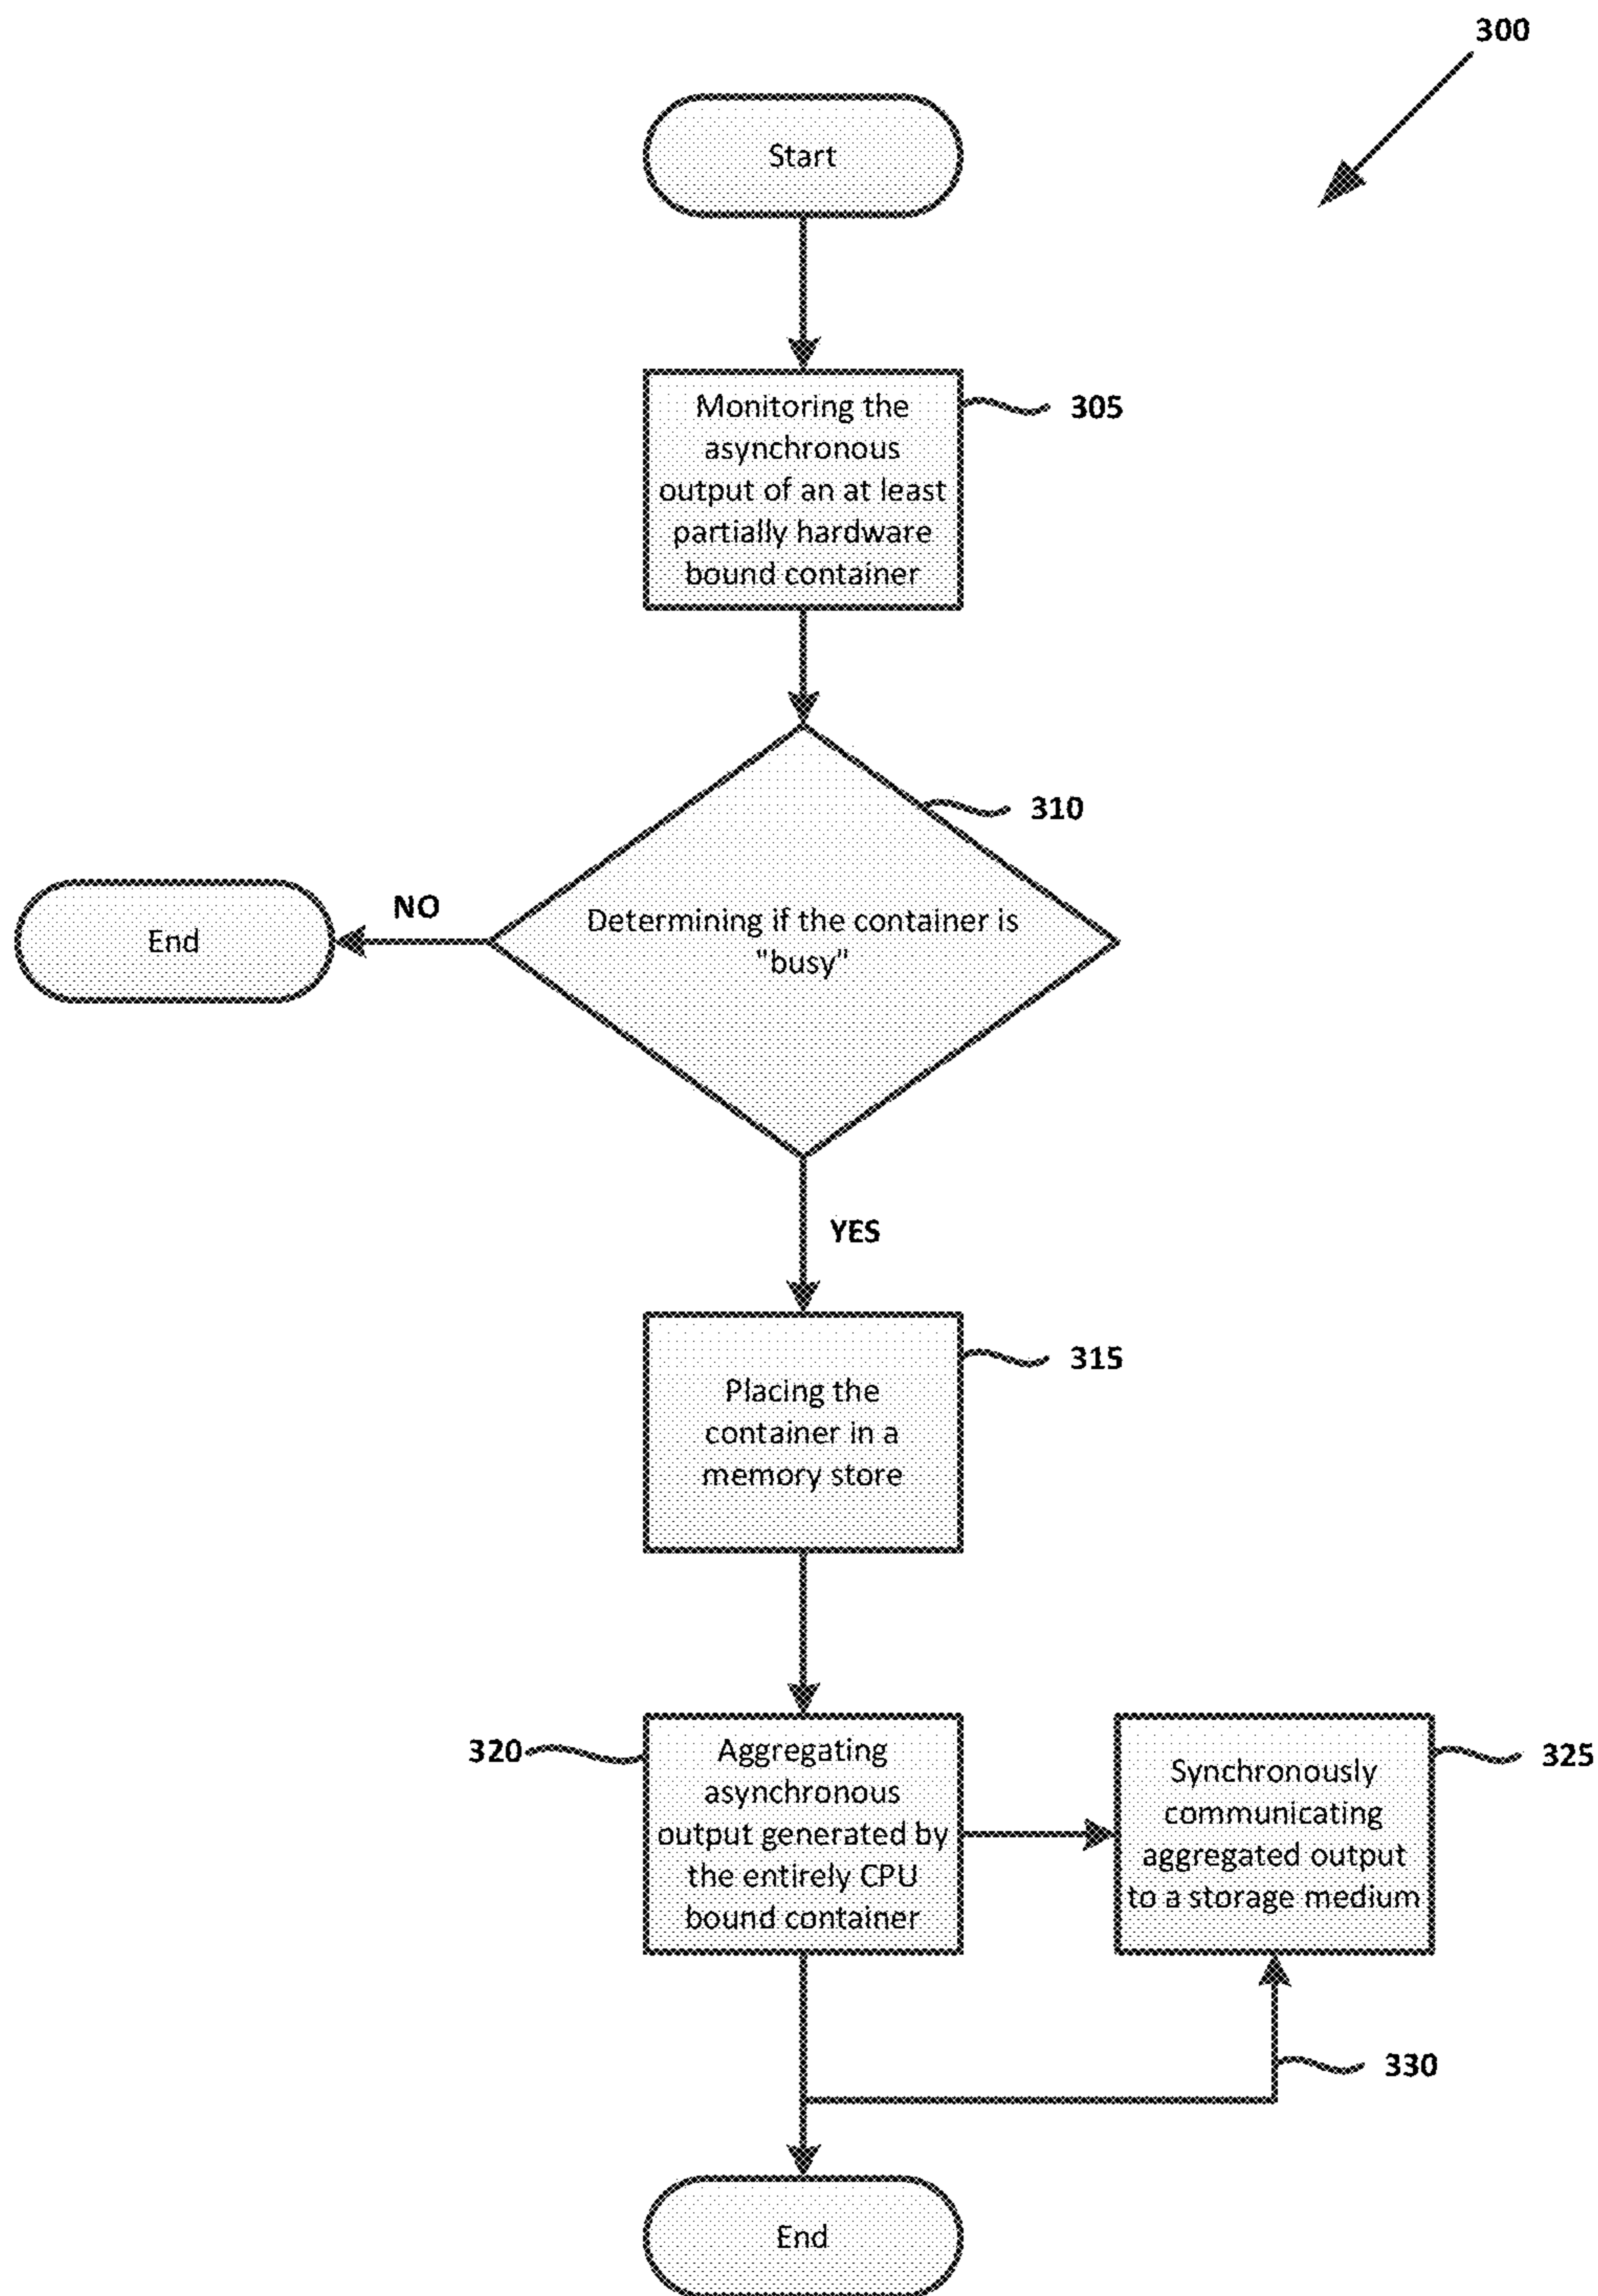 300
Start
Monitoring the
asynchronous
output of an at least
partially hardware
bound container
305
310
Determining if the container is
"busy"
NO
End
YES
Placing the
container in a
memory store
315
320
Aggregating
asynchronous
output generated by
the entirely CPU
bound container
Synchronously
communicating
aggregated output
to a storage medium
325
330
End